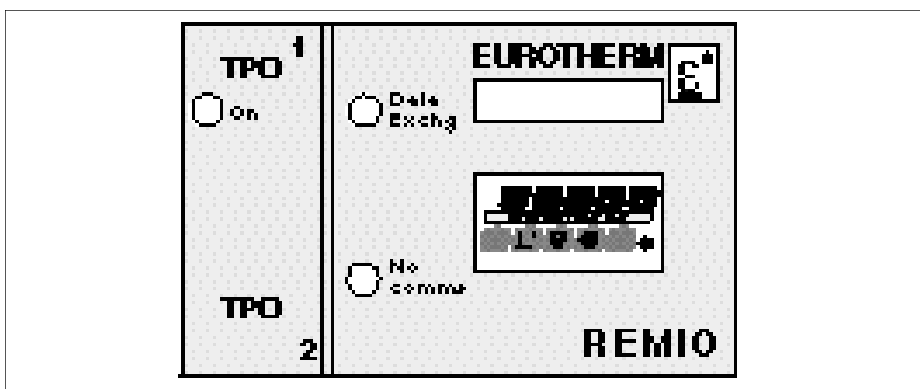 TPO 1
On
TPO
2
EUROTHERM
Data
Exchg
No
comms
REMIO